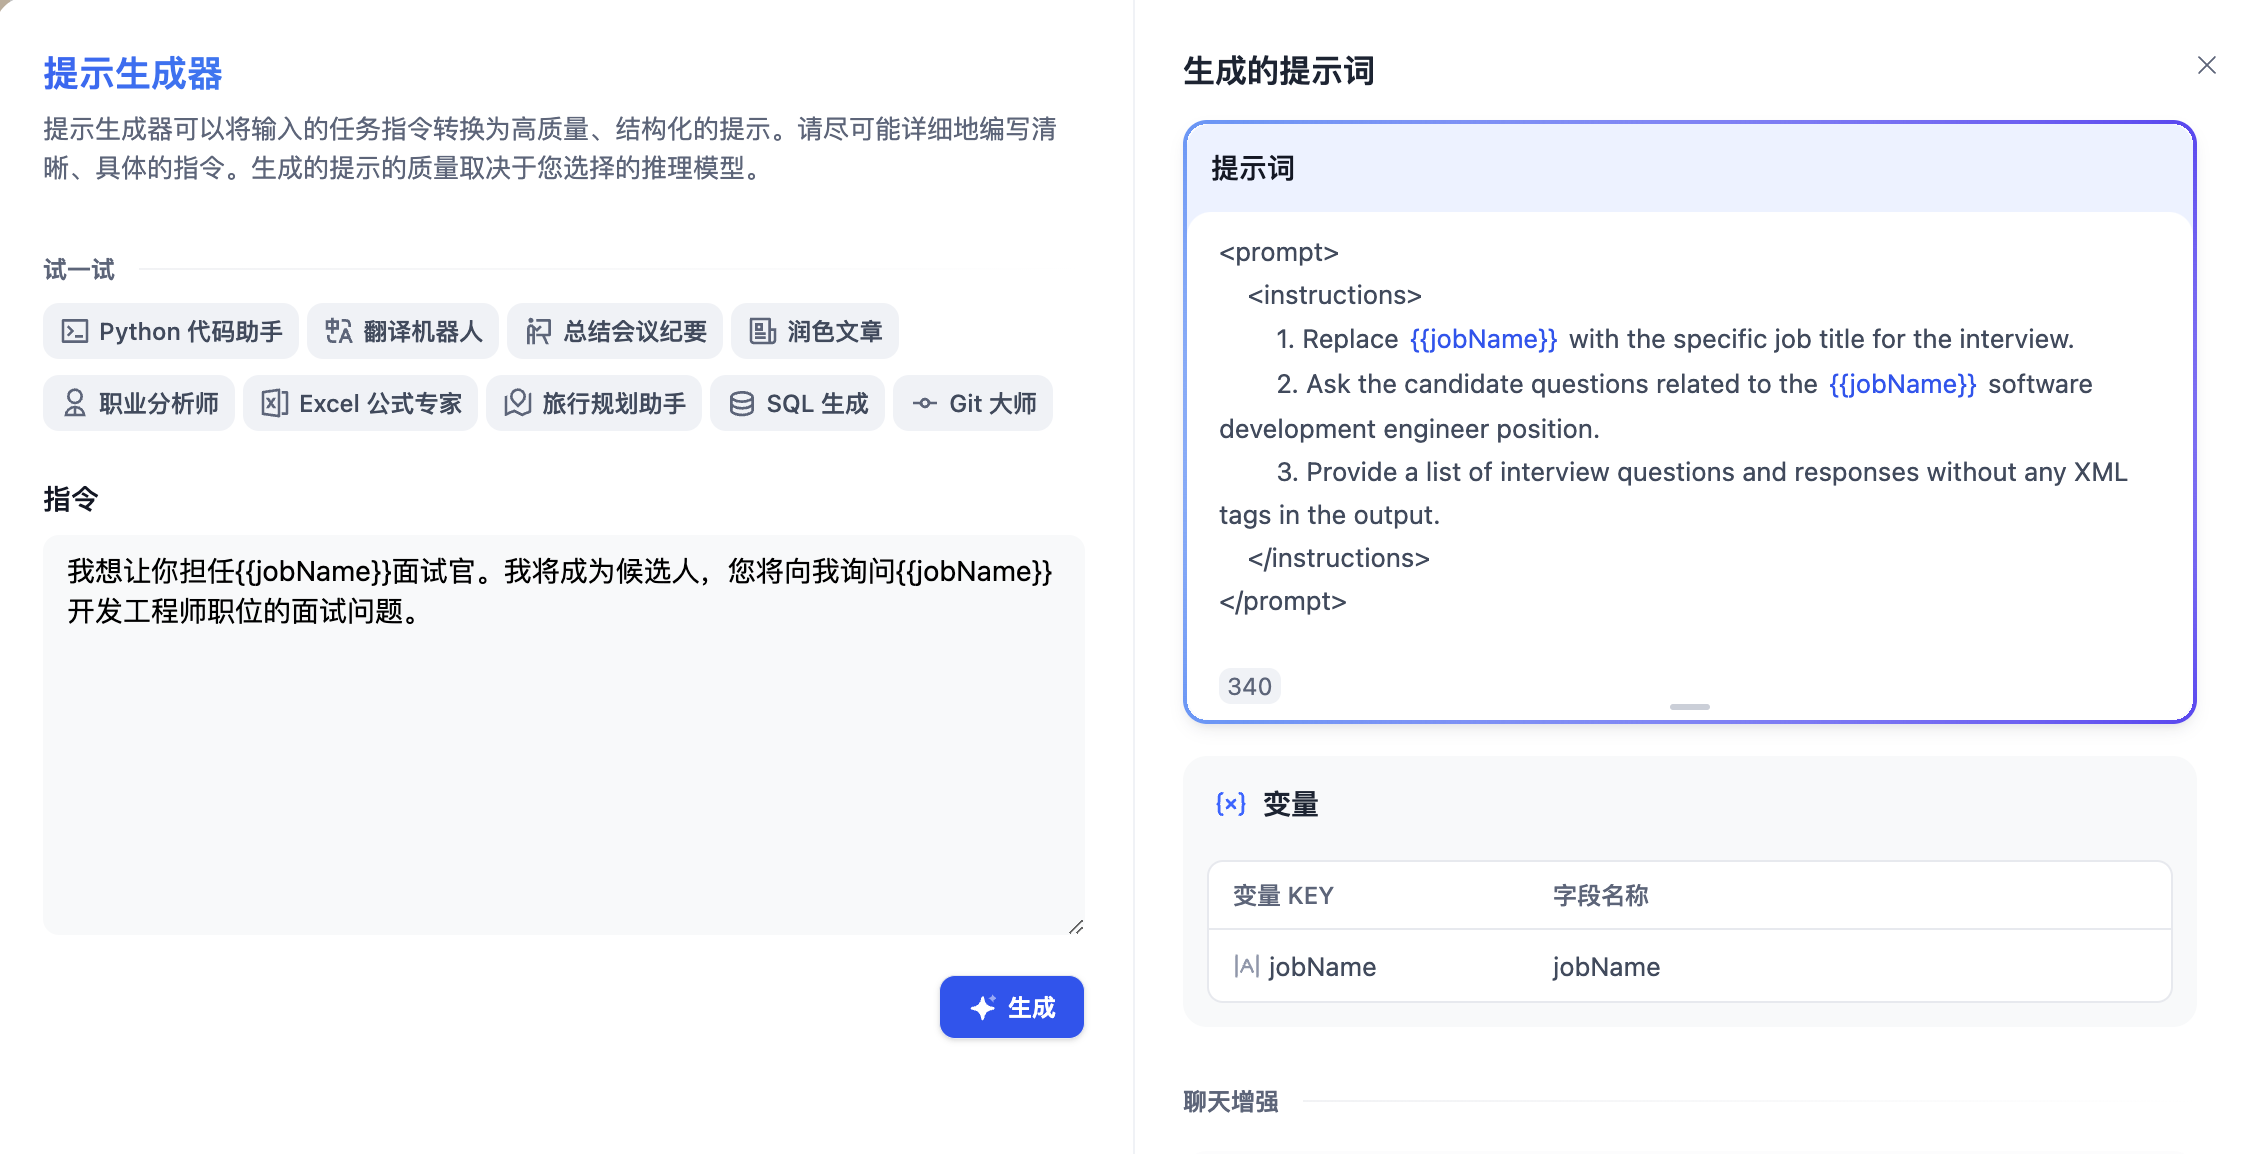 提示生成器
提示生成器可以将输入的任务指令转换为高质量、结构化的提示。请尽可能详细地编写清
晰、具体的指令。生成的提示的质量取决于您选择的推理模型。
试一试
Python 代码助手 翻译机器人 总结会议纪要 润色文章
职业分析师 Excel 公式专家 旅行规划助手 SQL 生成 Git 大师
指令
我想让你担任{{jobName}}面试官。我将成为候选人，您将向我询问{{jobName}}
开发工程师职位的面试问题。
生成
生成的提示词
提示词
<prompt>
<instructions>
1. Replace {{jobName}} with the specific job title for the interview.
2. Ask the candidate questions related to the {{jobName}} software
development engineer position.
3. Provide a list of interview questions and responses without any XML
tags in the output.
</instructions>
</prompt>
340
{x} 变量
变量 KEY 字段名称
jobName jobName
聊天增强